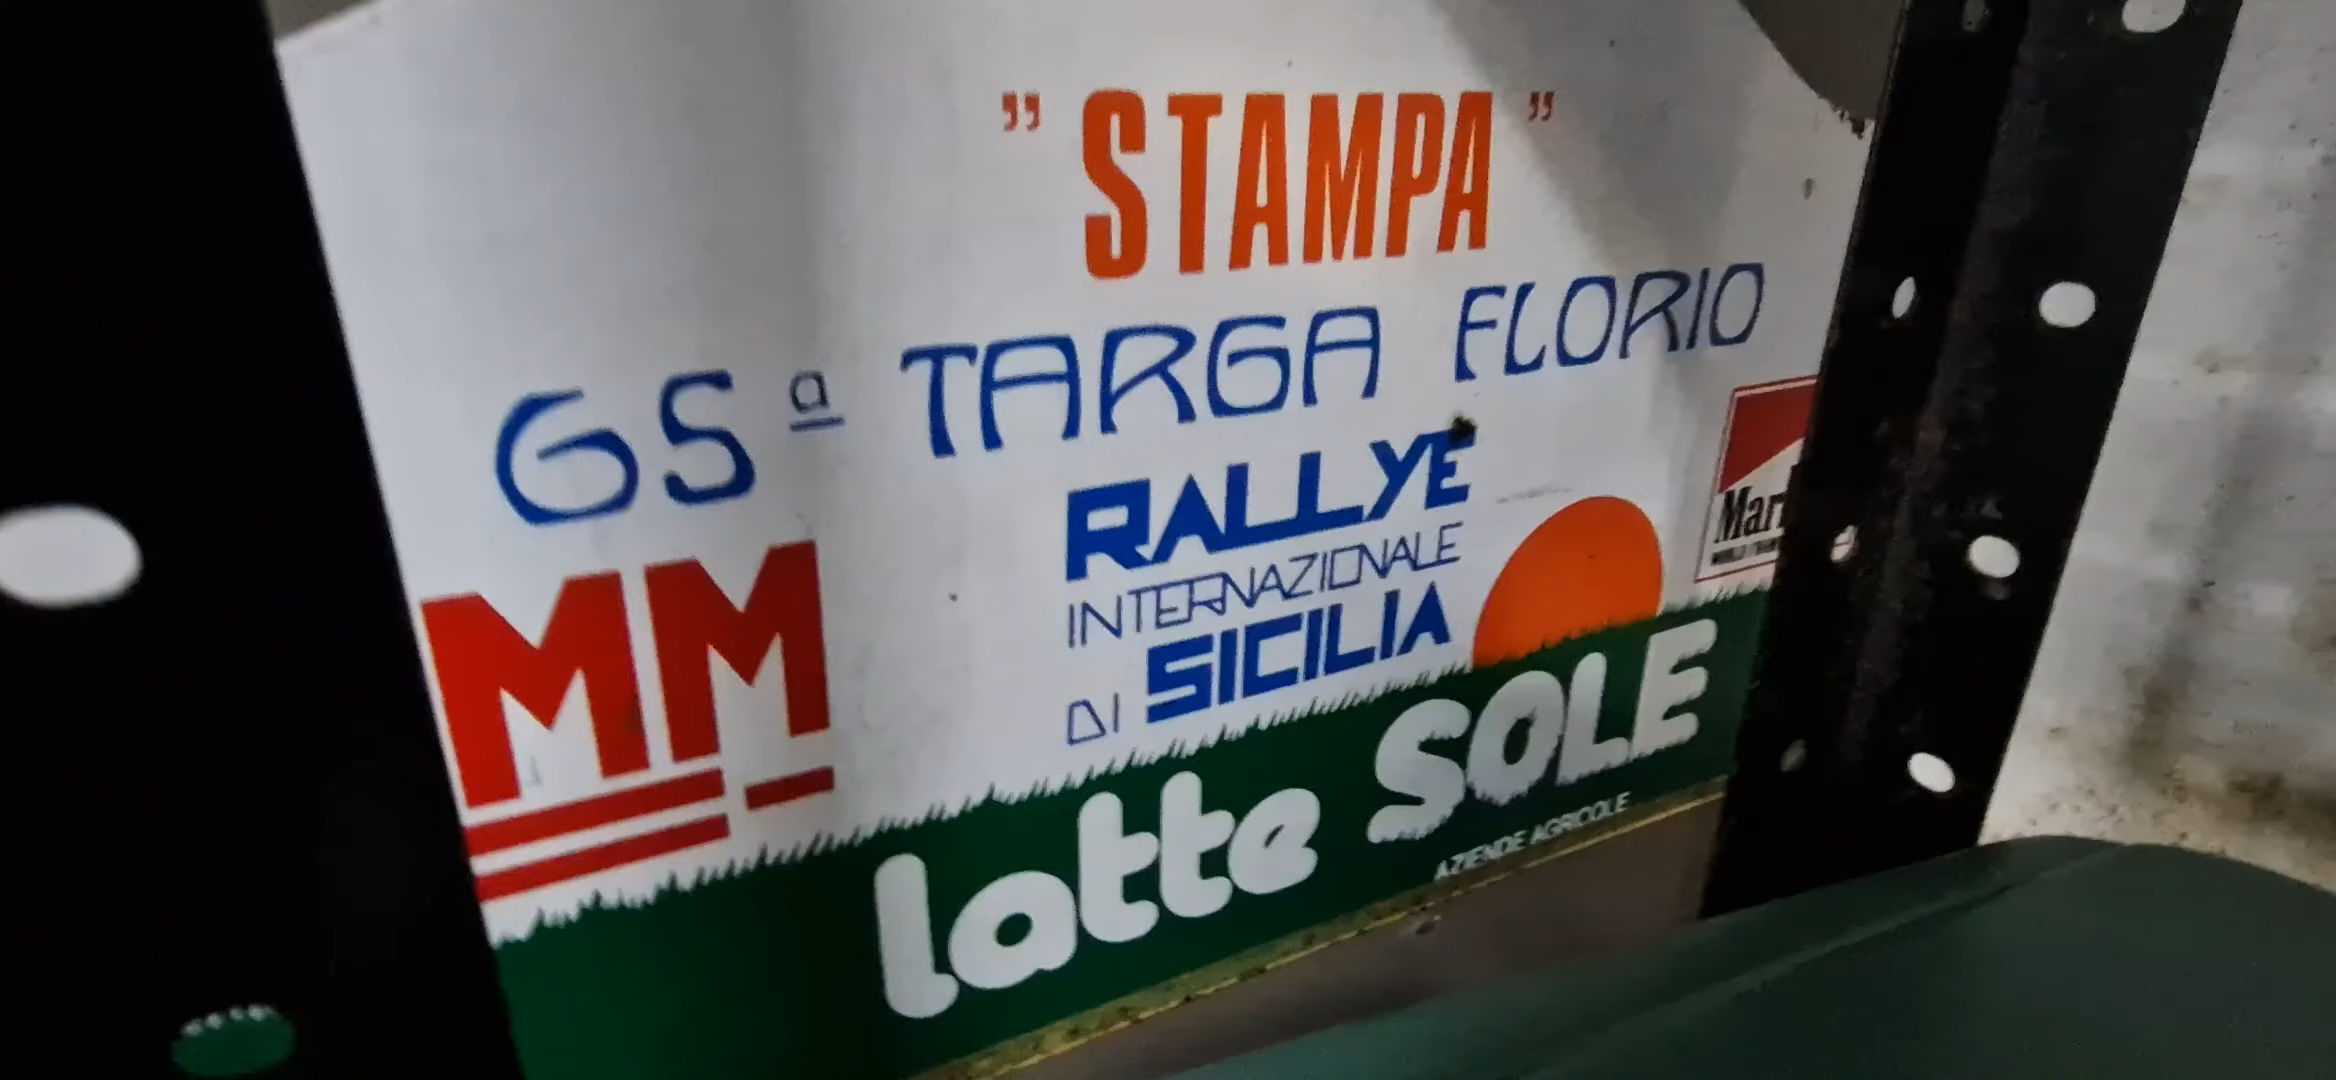 " STAMPA "
65ª TARGA FLORIO
RALLYE
INTERNAZIONALE
DI SICILIA
MM
latte SOLE
AZIENDE AGRICOLE